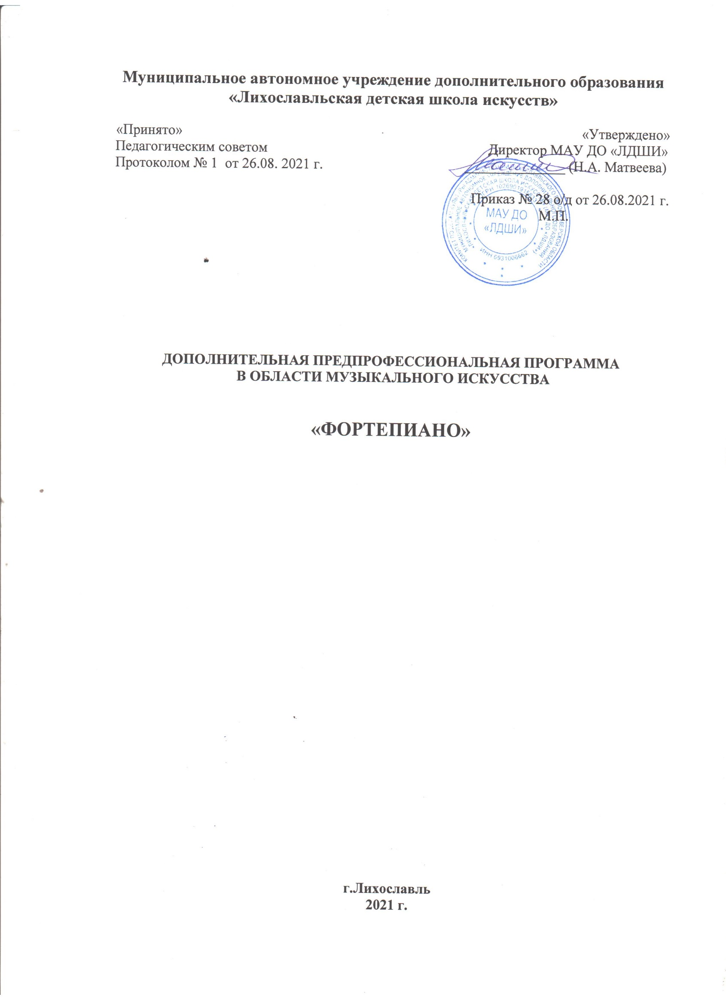 Муниципальное автономное учреждение дополнительного образования
«Лихославльская детская школа искусств»
«Принято»
Педагогическим советом
Протоколом № 1 от 26.08. 2021 г.
«Утверждено»
Директор МАУ ДО «ЛДШИ»
(Н.А. Матвеева)
Приказ № 28 о/д от 26.08.2021 г.
М.П.
МАУ ДО
«ЛДШИ»
ИНН 6931006662
ДОПОЛНИТЕЛЬНАЯ ПРЕДПРОФЕССИОНАЛЬНАЯ ПРОГРАММА
В ОБЛАСТИ МУЗЫКАЛЬНОГО ИСКУССТВА
«ФОРТЕПИАНО»
г.Лихославль
2021 г.